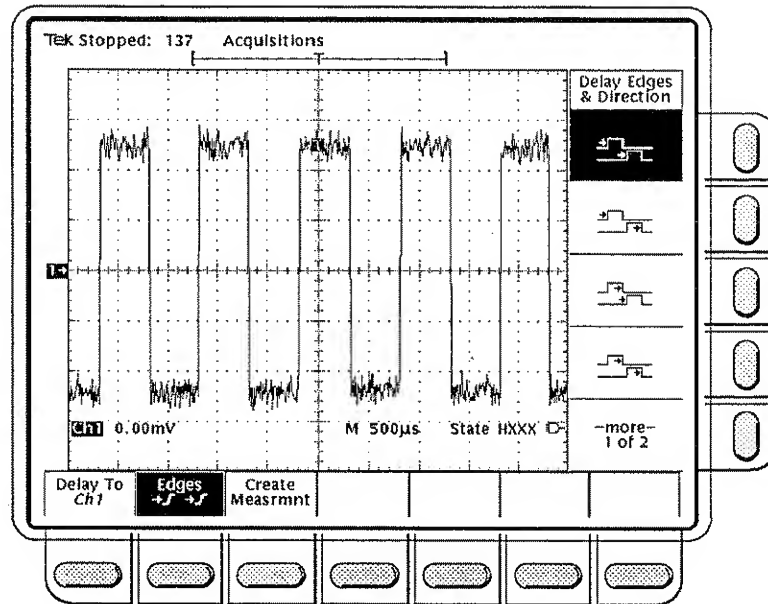 Tek Stopped: 137 Acquisitions
Delay Edges
& Direction
1
Ch1 0.00mV M 500µs State HXXX
-more-
1 of 2
Delay To
Ch1
Edges
Create
Measrmnt